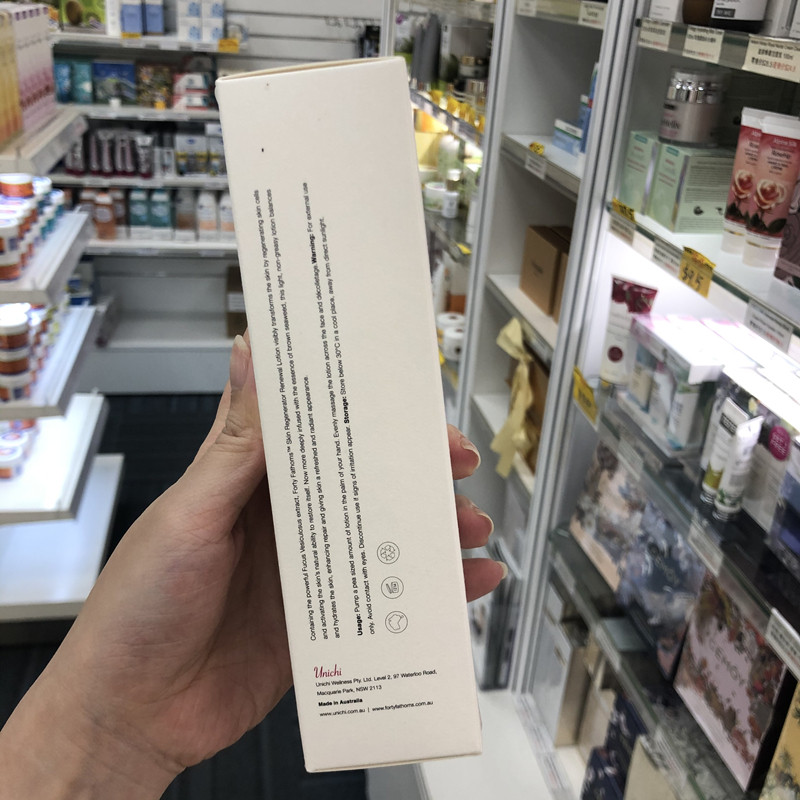 Containing the powerful Fucus Vesiculosus extract, Forty Fathoms™ Skin Regenerator Renewal Lotion visibly transforms the skin by regenerating skin cells
and activating the skin's natural ability to restore itself. Now more deeply infused with the essence of brown seaweed, this light, non-greasy lotion balances
and hydrates the skin, enhancing repair and giving skin a refreshed and radiant appearance.
Usage: Pump a pea sized amount of lotion in the palm of your hand. Evenly massage the lotion across the face and décolletage. Warning: For external use
only. Avoid contact with eyes. Discontinue use if signs of irritation appear. Storage: Store below 30°C in a cool place, away from direct sunlight.
Unichi
Unichi Wellness Pty. Ltd. Level 2, 97 Waterloo Road,
Macquarie Park, NSW 2113
Made in Australia
www.unichi.com.au | www.fortyfathoms.com.au